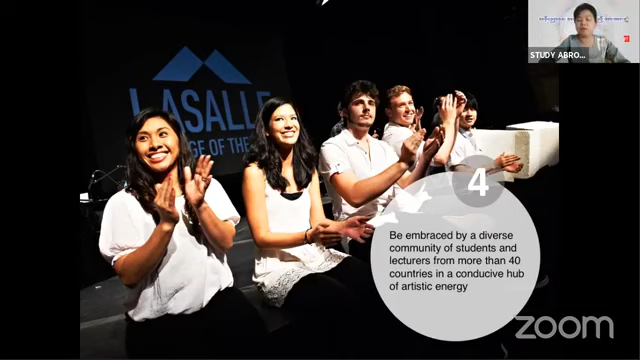 LASALLE
STUDY ABRO...
4
Be embraced by a diverse
community of students and
lecturers from more than 40
countries in a conducive hub
of artistic energy
zoom